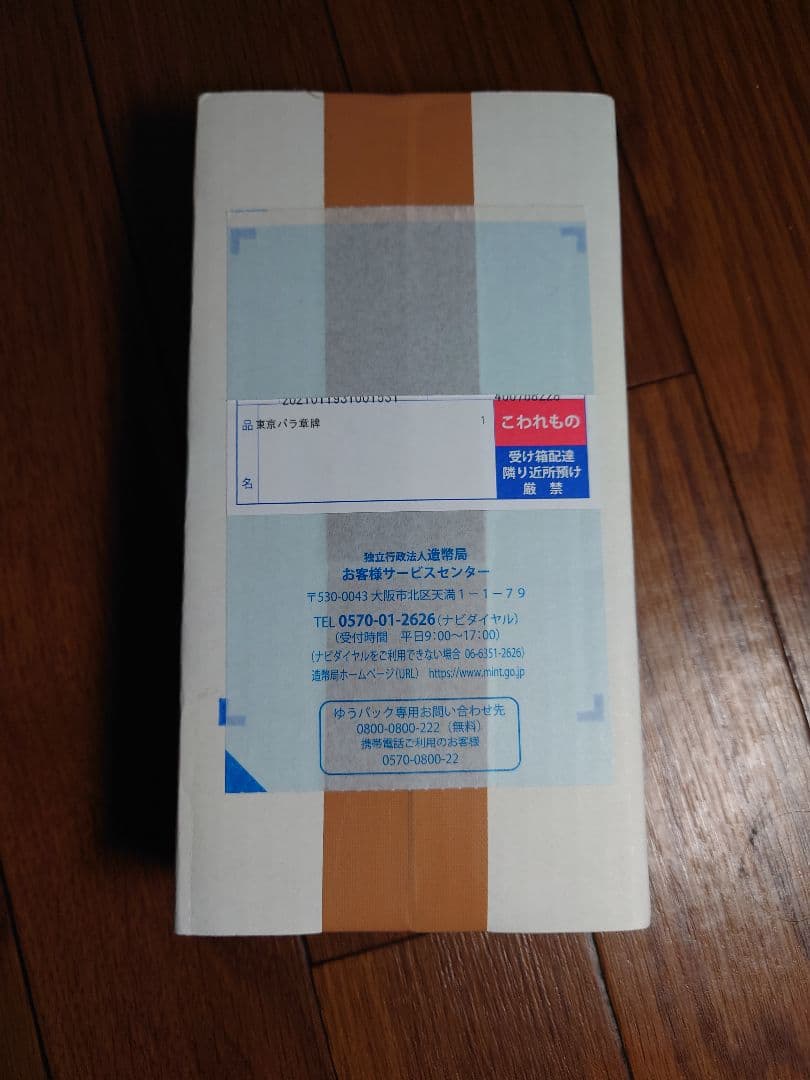 2021011931001531
400768228
品 東京パラ章牌 1
名
こわれもの
受け箱配達
隣り近所預け
厳 禁
独立行政法人造幣局
お客様サービスセンター
〒530-0043 大阪市北区天満1-1-79
TEL 0570-01-2626(ナビダイヤル)
(受付時間 平日9:00～17:00)
(ナビダイヤルをご利用できない場合 06-6351-2626)
造幣局ホームページ(URL) https://www.mint.go.jp
ゆうパック専用お問い合わせ先
0800-0800-222 (無料)
携帯電話ご利用のお客様
0570-0800-22